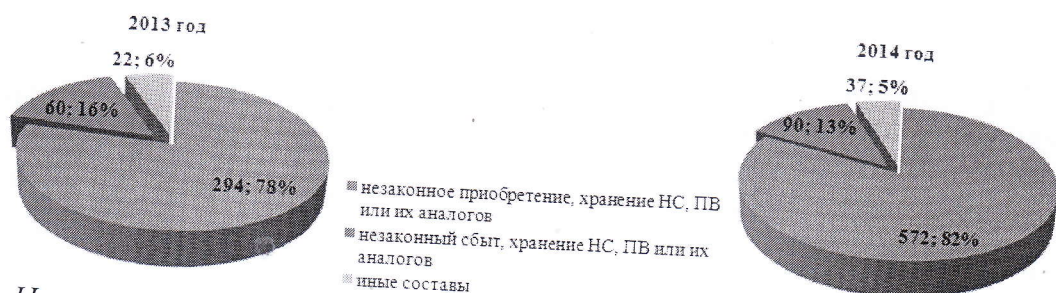 2013 год
22; 6%
60; 16%
294; 78%
незаконное приобретение, хранение НС, ПВ
или их аналогов
незаконный сбыт, хранение НС, ПВ или их
аналогов
иные составы
2014 год
37; 5%
90; 13%
572; 82%